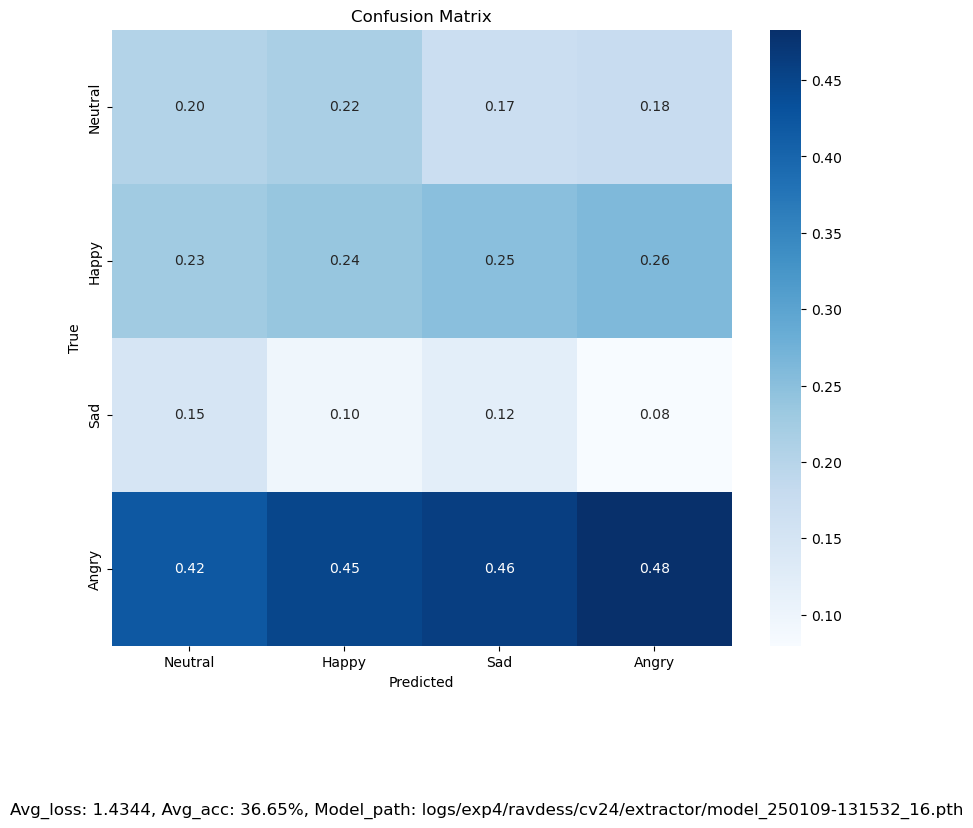 Confusion Matrix
Neutral 0.20 0.22 0.17 0.18
Happy 0.23 0.24 0.25 0.26
Sad 0.15 0.10 0.12 0.08
Angry 0.42 0.45 0.46 0.48
True
Neutral Happy Sad Angry
Predicted
0.45
0.40
0.35
0.30
0.25
0.20
0.15
0.10
Avg_loss: 1.4344, Avg_acc: 36.65%, Model_path: logs/exp4/ravdess/cv24/extractor/model_250109-131532_16.pth